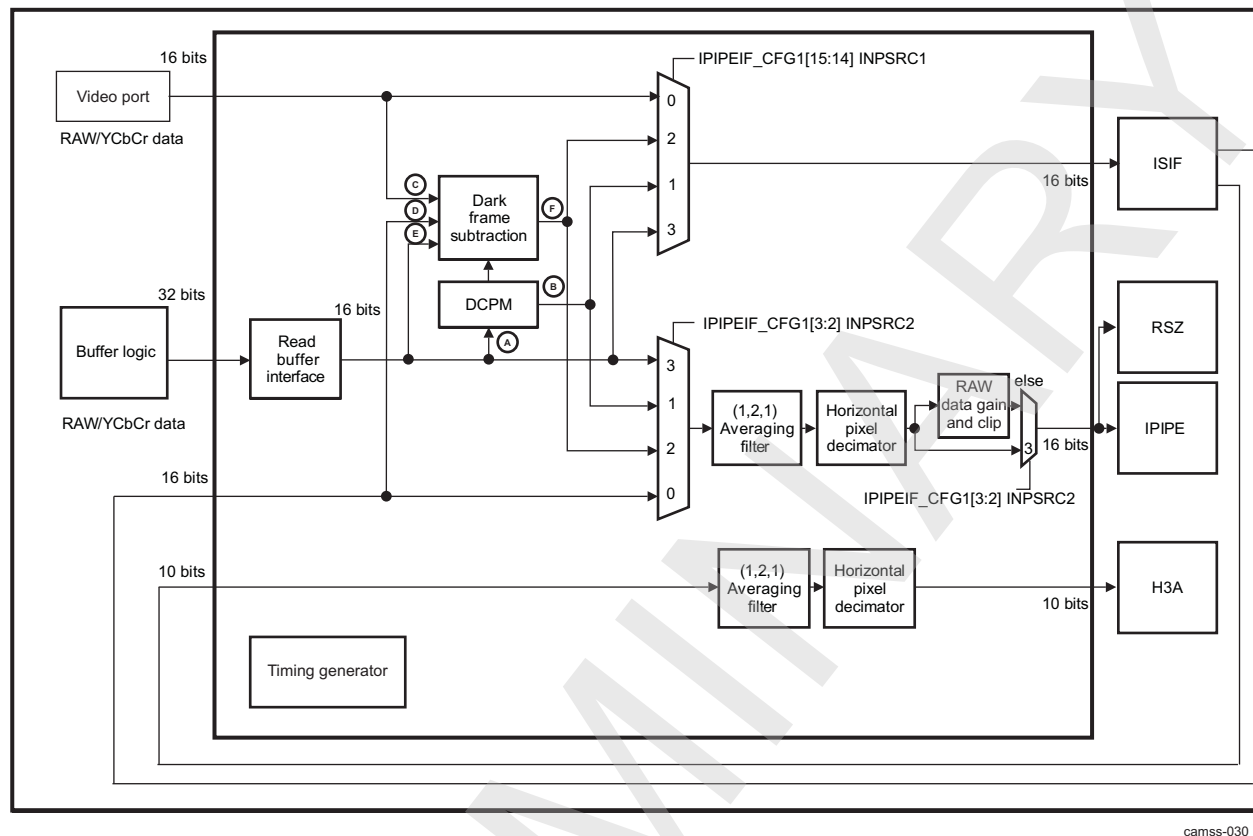 16 bits
IPIPEIF_CFG1[15:14] INPSRC1
Video port
RAW/YCbCr data
0
2
1
3
ISIF
16 bits
C
D
E
Dark
frame
subtraction
F
DCPM
B
A
32 bits
Buffer logic
RAW/YCbCr data
16 bits
Read
buffer
interface
IPIPEIF_CFG1[3:2] INPSRC2
3
1
2
0
(1,2,1)
Averaging
filter
Horizontal
pixel
decimator
RAW
data gain
and clip
else
3
16 bits
IPIPEIF_CFG1[3:2] INPSRC2
RSZ
IPIPE
16 bits
10 bits
(1,2,1)
Averaging
filter
Horizontal
pixel
decimator
10 bits
H3A
Timing generator
MINARY
camss-030